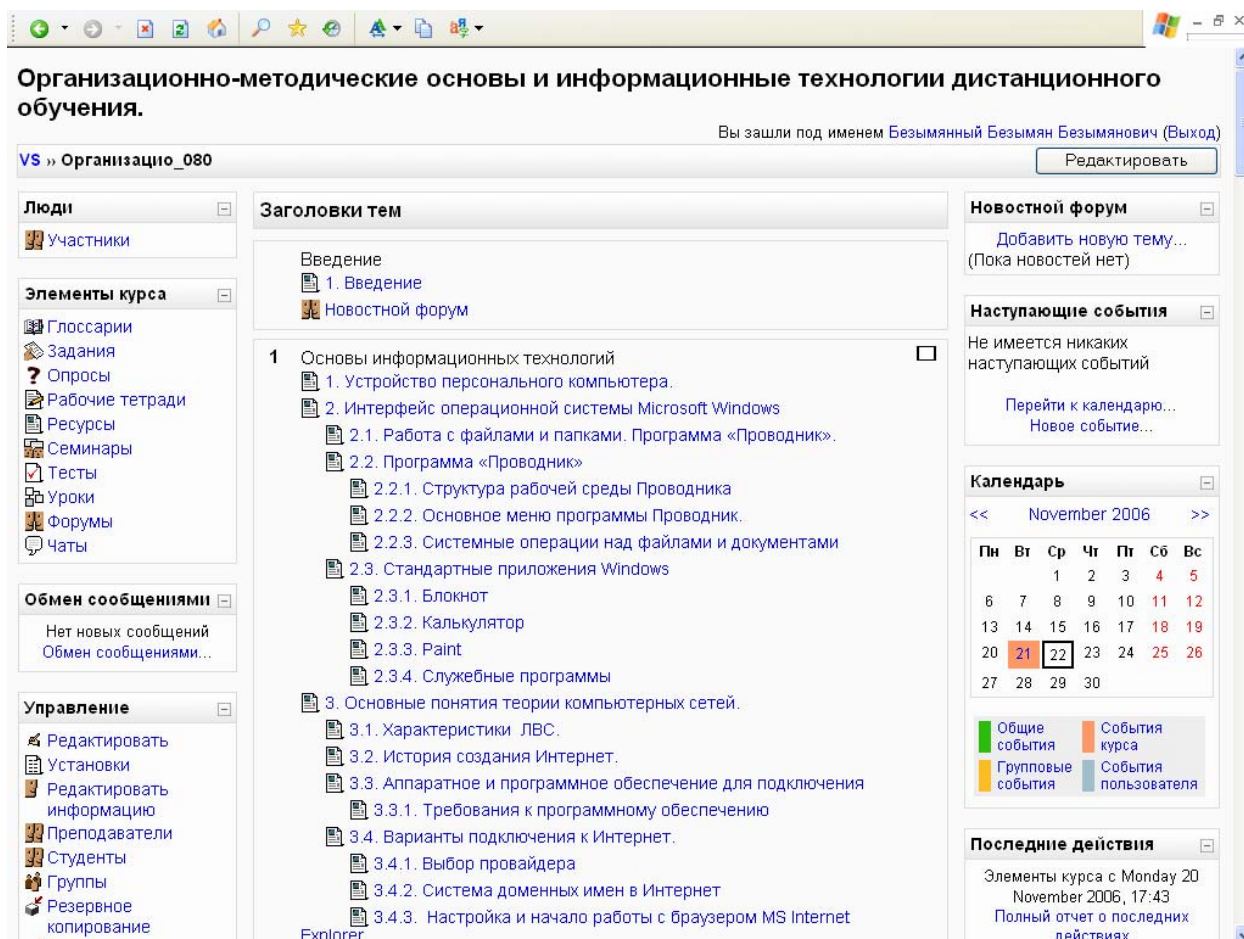 Организационно-методические основы и информационные технологии дистанционного
обучения.
Вы зашли под именем Безымянный Безымян Безымянович (Выход)
VS » Организацио_080
Редактировать
Люди
Участники
Элементы курса
Глоссарии
Задания
Опросы
Рабочие тетради
Ресурсы
Семинары
Тесты
Уроки
Форумы
Чаты
Обмен сообщениями
Нет новых сообщений
Обмен сообщениями...
Управление
Редактировать
Установки
Редактировать
информацию
Преподаватели
Студенты
Группы
Резервное
копирование
Заголовки тем
Введение
1. Введение
Новостной форум
1 Основы информационных технологий
1. Устройство персонального компьютера.
2. Интерфейс операционной системы Microsoft Windows
2.1. Работа с файлами и папками. Программа «Проводник».
2.2. Программа «Проводник»
2.2.1. Структура рабочей среды Проводника
2.2.2. Основное меню программы Проводник.
2.2.3. Системные операции над файлами и документами
2.3. Стандартные приложения Windows
2.3.1. Блокнот
2.3.2. Калькулятор
2.3.3. Paint
2.3.4. Служебные программы
3. Основные понятия теории компьютерных сетей.
3.1. Характеристики ЛВС.
3.2. История создания Интернет.
3.3. Аппаратное и программное обеспечение для подключения
3.3.1. Требования к программному обеспечению
3.4. Варианты подключения к Интернет.
3.4.1. Выбор провайдера
3.4.2. Система доменных имен в Интернет
3.4.3. Настройка и начало работы с браузером MS Internet
Explorer
Новостной форум
Добавить новую тему...
(Пока новостей нет)
Наступающие события
Не имеется никаких
наступающих событий
Перейти к календарю...
Новое событие...
Календарь
<< November 2006 >>
Пн Вт Ср Чт Пт Сб Вс
1 2 3 4 5
6 7 8 9 10 11 12
13 14 15 16 17 18 19
20 21 22 23 24 25 26
27 28 29 30
Общие
события
События
курса
Групповые
события
События
пользователя
Последние действия
Элементы курса с Monday 20
November 2006, 17:43
Полный отчет о последних
действиях